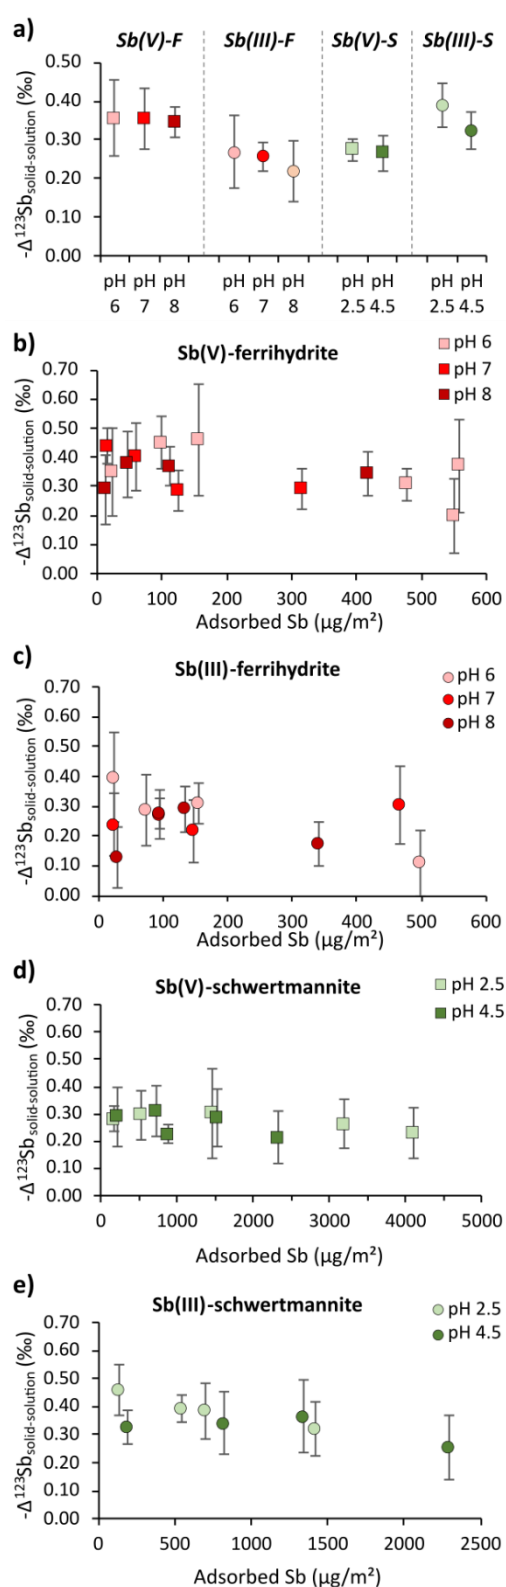 a)
Sb(V)-F Sb(III)-F Sb(V)-S Sb(III)-S
-Δ¹²³Sbsolid-solution (‰)
0.50
0.40
0.30
0.20
0.10
0.00
pH pH pH pH pH pH pH pH pH pH
6 7 8 6 7 8 2.5 4.5 2.5 4.5
b)
Sb(V)-ferrihydrite
pH 6
pH 7
pH 8
-Δ¹²³Sbsolid-solution (‰)
0.70
0.60
0.50
0.40
0.30
0.20
0.10
0.00
0 100 200 300 400 500 600
Adsorbed Sb (µg/m²)
c)
Sb(III)-ferrihydrite
pH 6
pH 7
pH 8
-Δ¹²³Sbsolid-solution (‰)
0.70
0.60
0.50
0.40
0.30
0.20
0.10
0.00
0 100 200 300 400 500 600
Adsorbed Sb (µg/m²)
d)
Sb(V)-schwertmannite
pH 2.5
pH 4.5
-Δ¹²³Sbsolid-solution (‰)
0.70
0.60
0.50
0.40
0.30
0.20
0.10
0.00
0 1000 2000 3000 4000 5000
Adsorbed Sb (µg/m²)
e)
Sb(III)-schwertmannite
pH 2.5
pH 4.5
-Δ¹²³Sbsolid-solution (‰)
0.70
0.60
0.50
0.40
0.30
0.20
0.10
0.00
0 500 1000 1500 2000 2500
Adsorbed Sb (µg/m²)